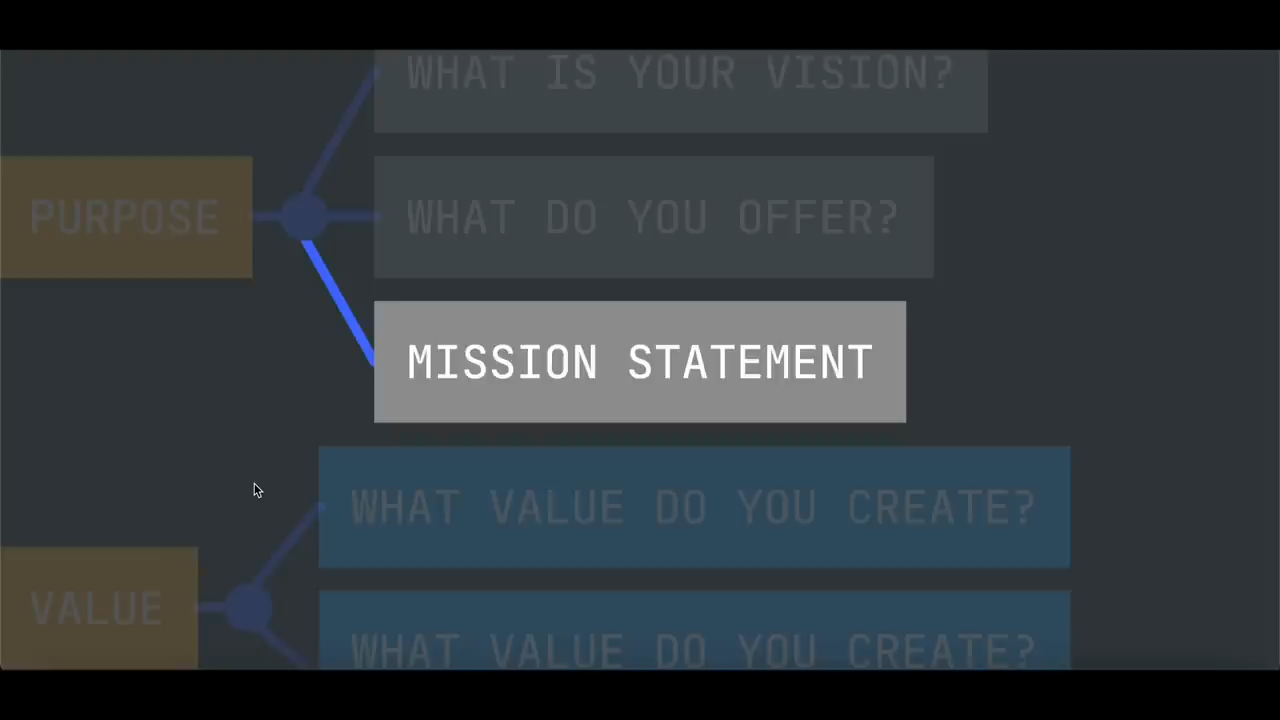 WHAT IS YOUR VISION?
PURPOSE
WHAT DO YOU OFFER?
MISSION STATEMENT
WHAT VALUE DO YOU CREATE?
VALUE
WHAT VALUE DO YOU CREATE?